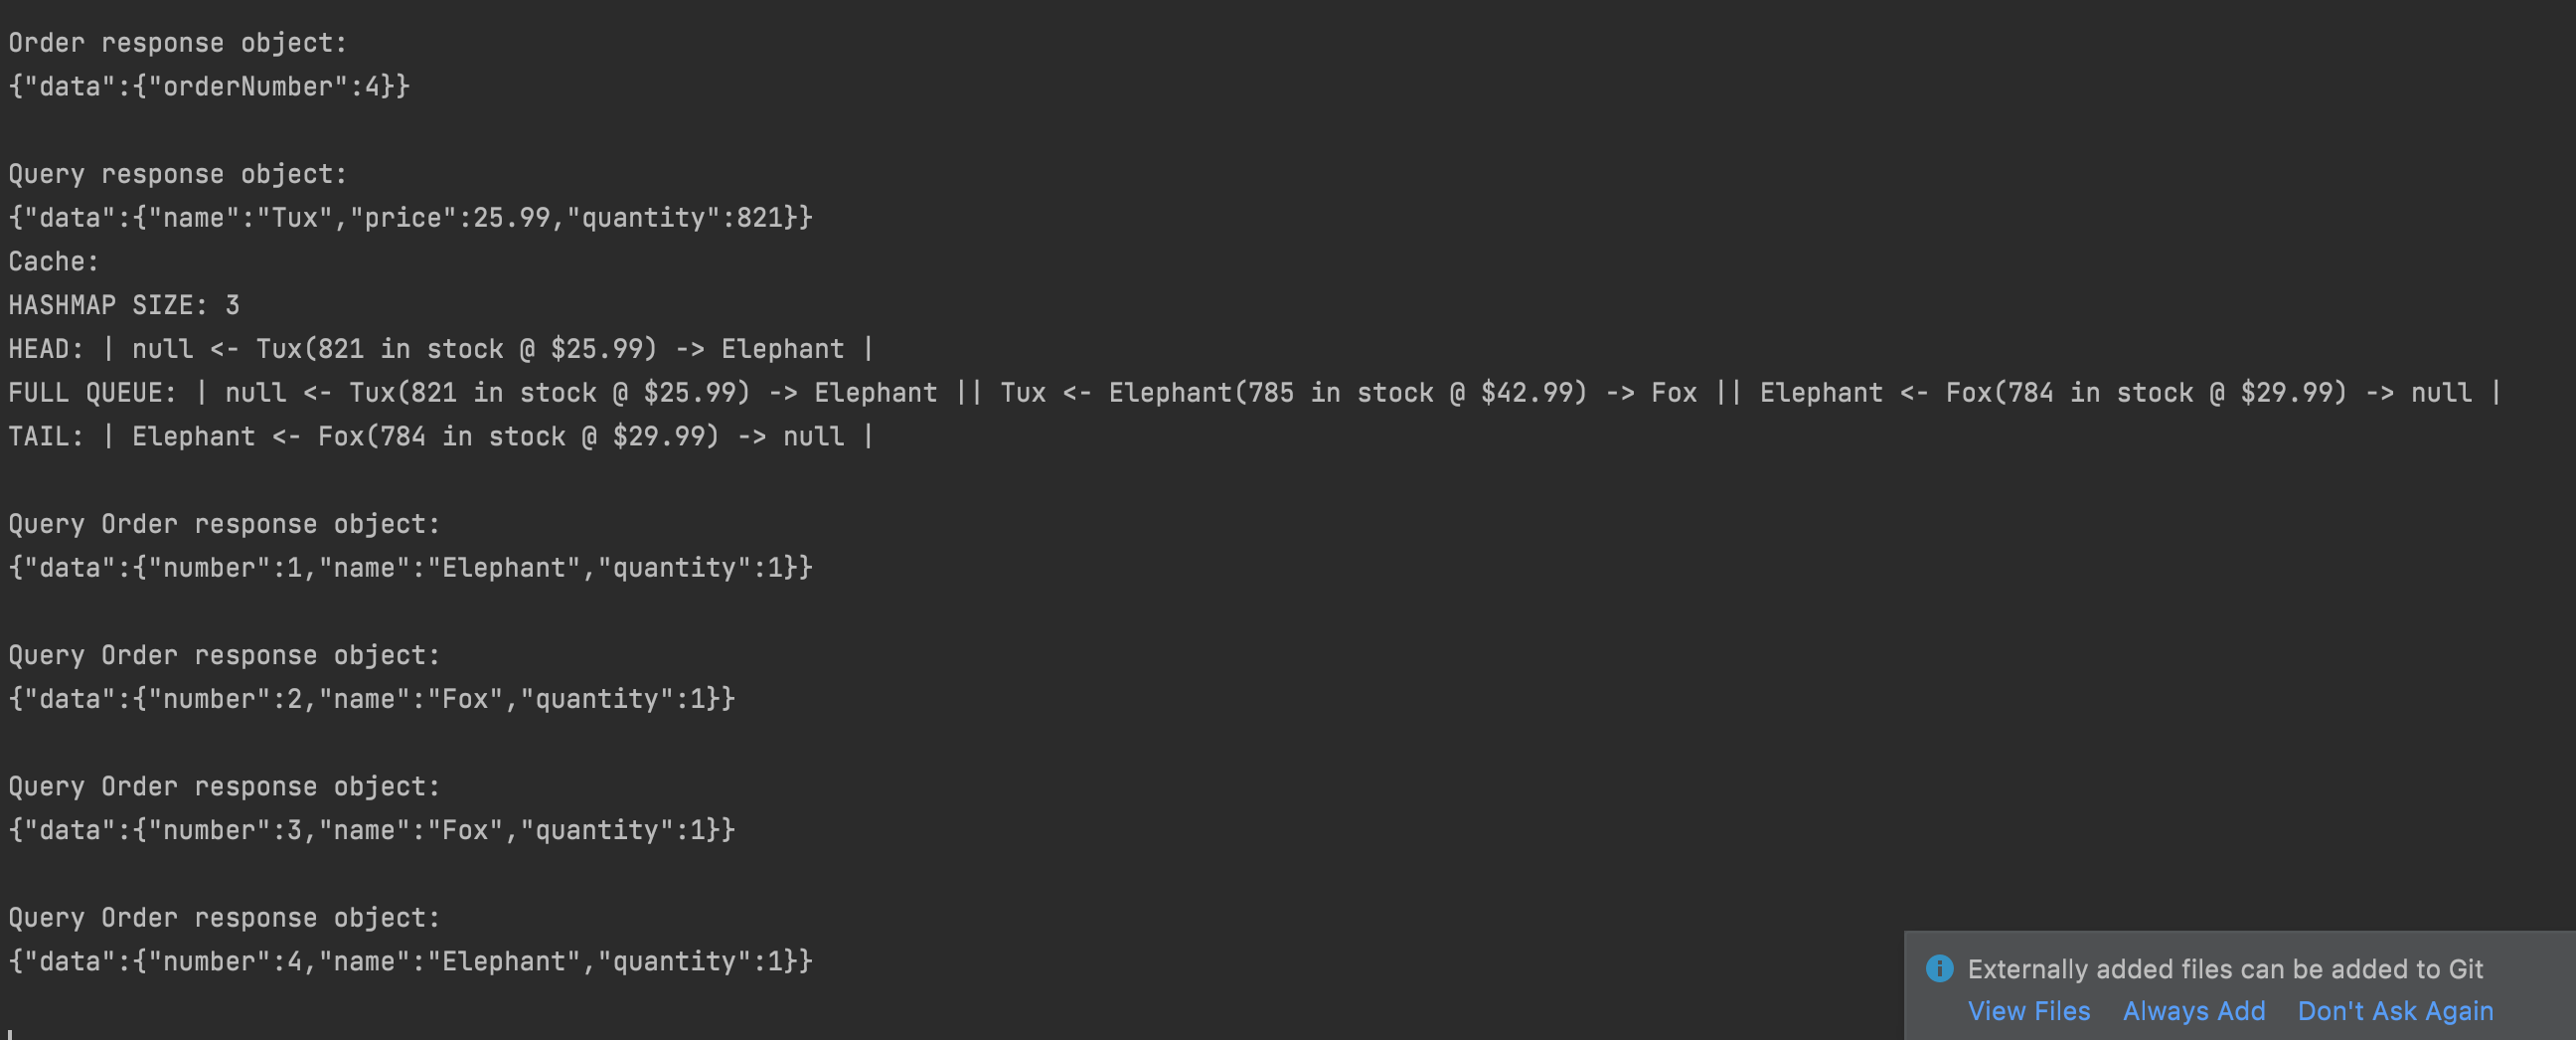 Order response object:
{"data":{"orderNumber":4}}
Query response object:
{"data":{"name":"Tux","price":25.99,"quantity":821}}
Cache:
HASHMAP SIZE: 3
HEAD: | null <- Tux(821 in stock @ $25.99) -> Elephant |
FULL QUEUE: | null <- Tux(821 in stock @ $25.99) -> Elephant || Tux <- Elephant(785 in stock @ $42.99) -> Fox || Elephant <- Fox(784 in stock @ $29.99) -> null |
TAIL: | Elephant <- Fox(784 in stock @ $29.99) -> null |
Query Order response object:
{"data":{"number":1,"name":"Elephant","quantity":1}}
Query Order response object:
{"data":{"number":2,"name":"Fox","quantity":1}}
Query Order response object:
{"data":{"number":3,"name":"Fox","quantity":1}}
Query Order response object:
{"data":{"number":4,"name":"Elephant","quantity":1}}
Externally added files can be added to Git
View Files Always Add Don't Ask Again